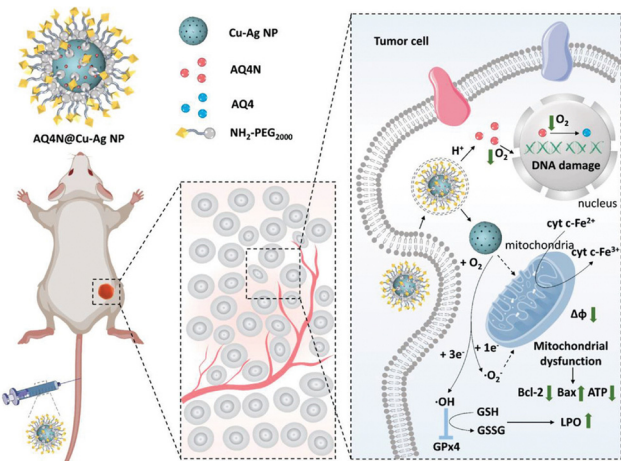 Cu-Ag NP
AQ4N
AQ4
NH₂-PEG₂₀₀₀
AQ4N@Cu-Ag NP
Tumor cell
H⁺
O₂
O₂
DNA damage
nucleus
cyt c-Fe²⁺
mitochondria
cyt c-Fe³⁺
+ O₂
Δϕ
+ 3e⁻
+ 1e⁻
·O₂⁻
Mitochondrial
dysfunction
Bcl-2 Bax ATP
·OH
GSH
GSSG
LPO
GPx4